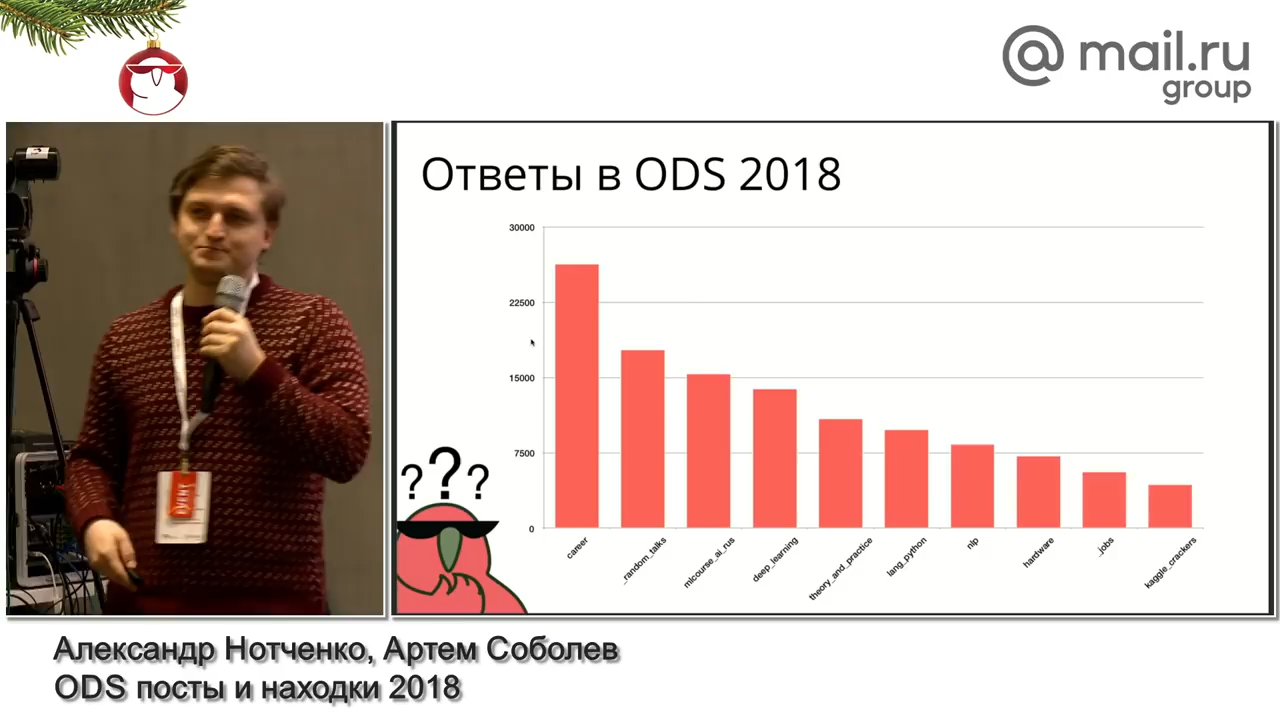 @ mail.ru
group
Ответы в ODS 2018
30000
22500
15000
7500
0
career
_random_talks
mlcourse_ai_rus
deep_learning
theory_and_practice
lang_python
nlp
hardware
_jobs
kaggle_crackers
???
EVENT
Александр Нотченко, Артем Соболев
ODS посты и находки 2018